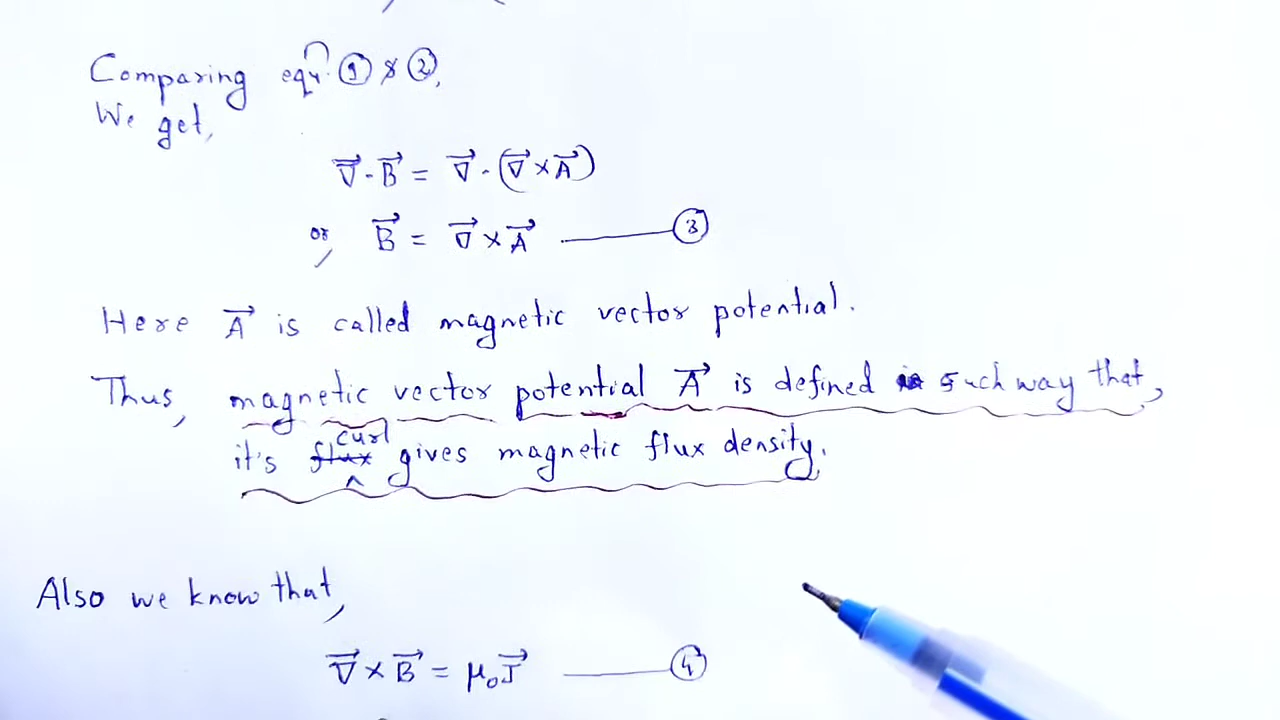 Comparing eqn. ① & ②,
We get,
∇⃗ · B⃗ = ∇⃗ · (∇⃗ × A⃗)
or, B⃗ = ∇⃗ × A⃗ —— ③
Here A⃗ is called magnetic vector potential.
Thus, magnetic vector potential A⃗ is defined such way that,
it's curl gives magnetic flux density.
Also we know that,
∇⃗ × B⃗ = μ₀J⃗ —— ④